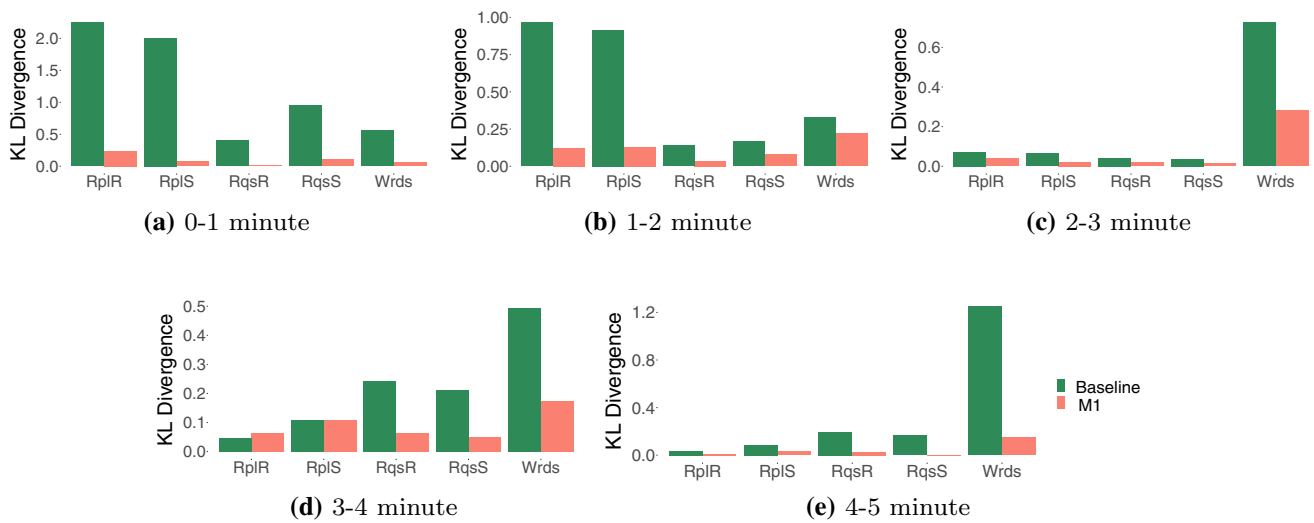 KL Divergence
2.0
1.5
1.0
0.5
0.0
RplR RplS RqsR RqsS Wrds
(a) 0-1 minute
KL Divergence
1.00
0.75
0.50
0.25
0.00
RplR RplS RqsR RqsS Wrds
(b) 1-2 minute
KL Divergence
0.6
0.4
0.2
0.0
RplR RplS RqsR RqsS Wrds
(c) 2-3 minute
KL Divergence
0.5
0.4
0.3
0.2
0.1
0.0
RplR RplS RqsR RqsS Wrds
(d) 3-4 minute
KL Divergence
1.2
0.8
0.4
0.0
RplR RplS RqsR RqsS Wrds
(e) 4-5 minute
Baseline
M1